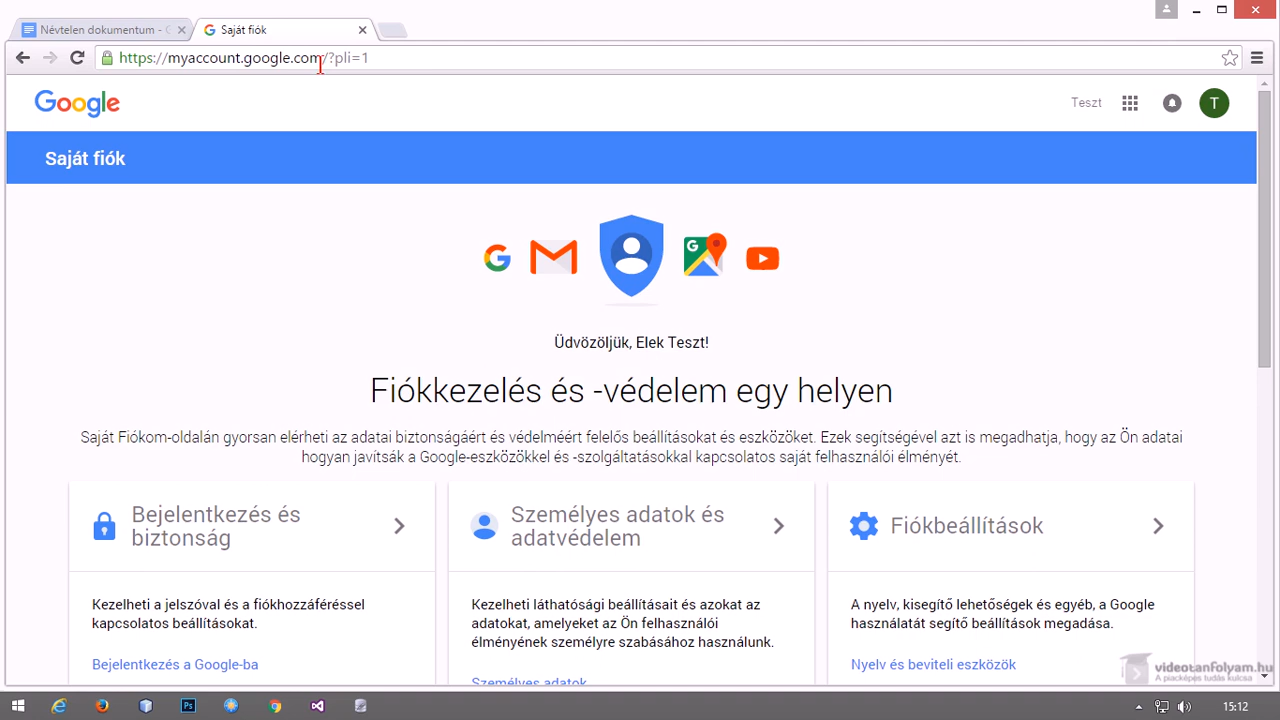 Névtelen dokumentum - G
Saját fiók
https://myaccount.google.com/?pli=1
Google
Teszt
T
Saját fiók
Üdvözöljük, Elek Teszt!
Fiókkezelés és -védelem egy helyen
Saját Fiókom-oldalán gyorsan elérheti az adatai biztonságáért és védelméért felelős beállításokat és eszközöket. Ezek segítségével azt is megadhatja, hogy az Ön adatai
hogyan javítsák a Google-eszközökkel és -szolgáltatásokkal kapcsolatos saját felhasználói élményét.
Bejelentkezés és
biztonság
Kezelheti a jelszóval és a fiókhozzáféréssel
kapcsolatos beállításokat.
Bejelentkezés a Google-ba
Személyes adatok és
adatvédelem
Kezelheti láthatósági beállításait és azokat az
adatokat, amelyeket az Ön felhasználói
élményének személyre szabásához használunk.
Személyes adatok
Fiókbeállítások
A nyelv, kisegítő lehetőségek és egyéb, a Google
használatát segítő beállítások megadása.
Nyelv és beviteli eszközök
videotanfolyam.hu
A piacképes tudás kulcsa
15:12